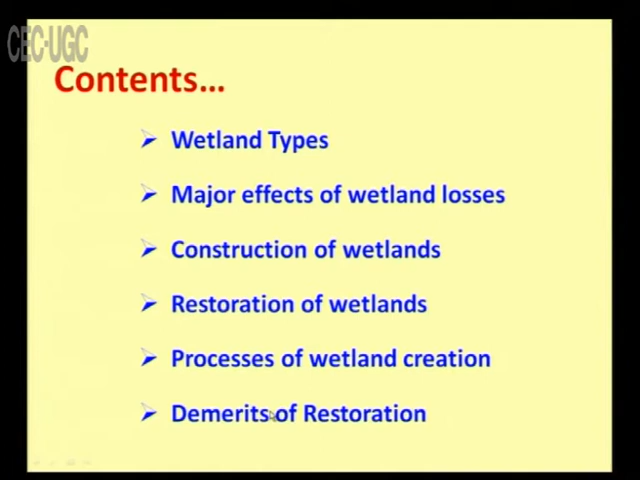 CEC-UGC
Contents...
Wetland Types
Major effects of wetland losses
Construction of wetlands
Restoration of wetlands
Processes of wetland creation
Demerits of Restoration